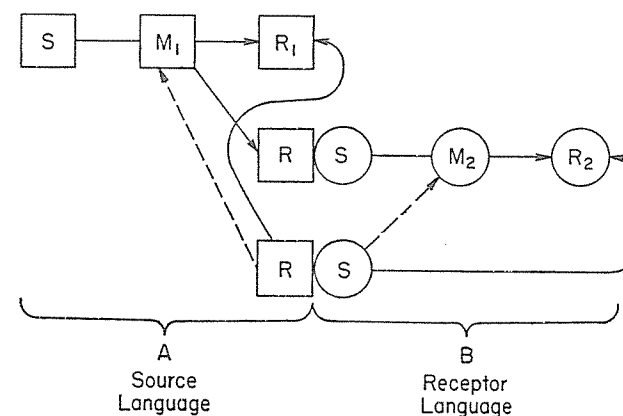 S M₁ R₁
R S M₂ R₂
R S
A B
Source Receptor
Language Language